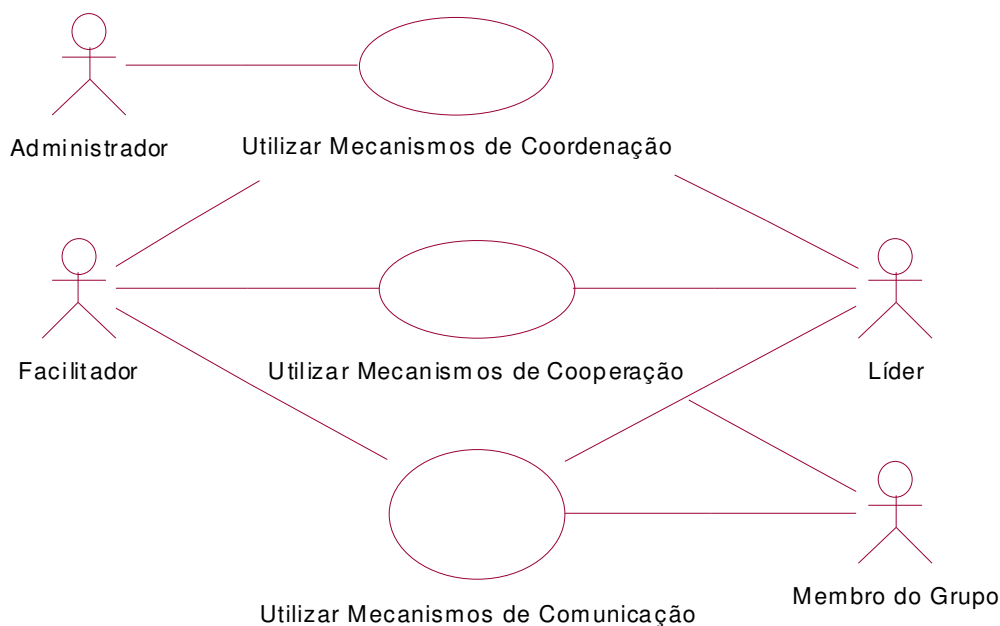 Administrador
Utilizar Mecanismos de Coordenação
Facilitador
Utilizar Mecanismos de Cooperação
Líder
Utilizar Mecanismos de Comunicação
Membro do Grupo